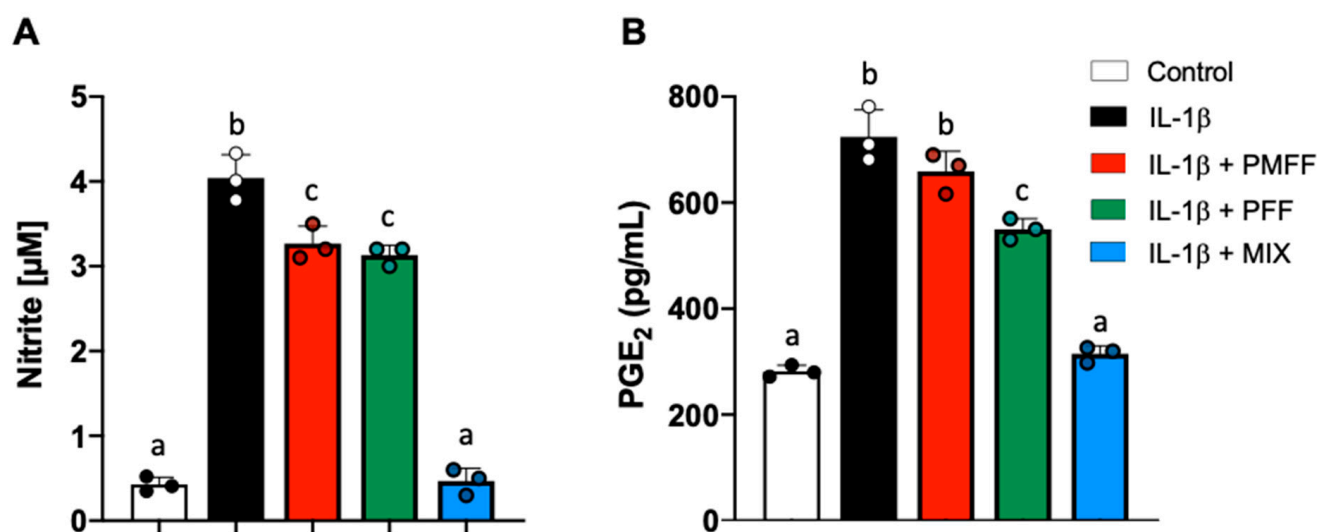 A
Nitrite [µM]
5
4
3
2
1
0
a
b
c
c
a
B
PGE₂ (pg/mL)
800
600
400
200
0
a
b
b
c
a
Control
IL-1β
IL-1β + PMFF
IL-1β + PFF
IL-1β + MIX